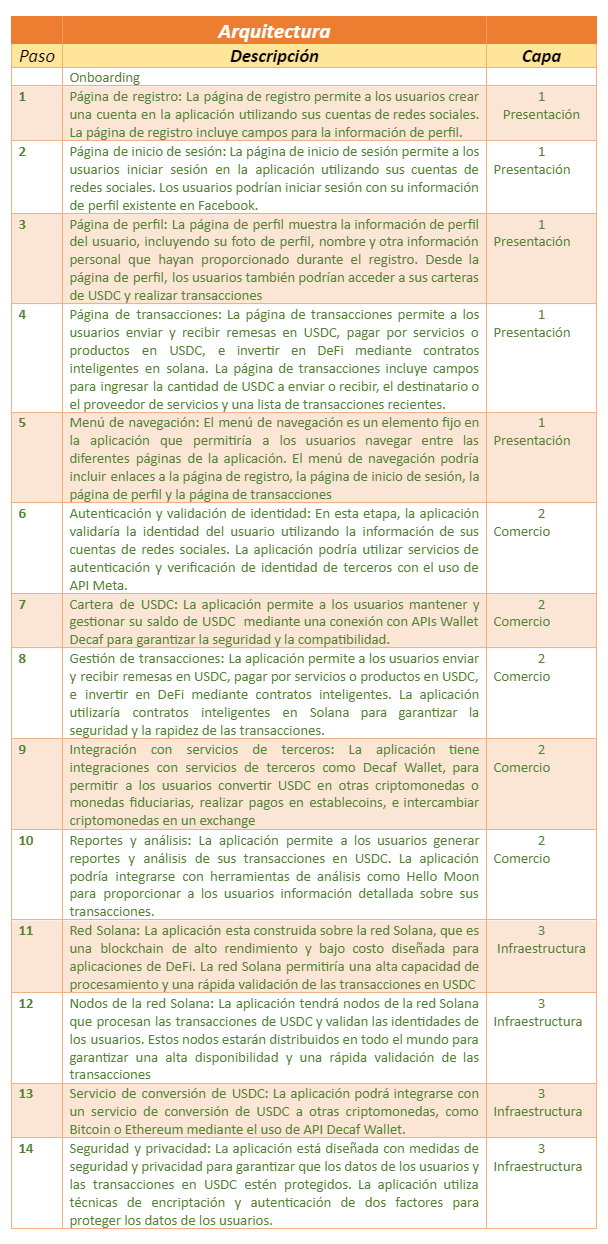 Arquitectura
Paso Descripción Capa
Onboarding
1 Página de registro: La página de registro permite a los usuarios crear 1
una cuenta en la aplicación utilizando sus cuentas de redes sociales. Presentación
La página de registro incluye campos para la información de perfil.
2 Página de inicio de sesión: La página de inicio de sesión permite a los 1
usuarios iniciar sesión en la aplicación utilizando sus cuentas de Presentación
redes sociales. Los usuarios podrían iniciar sesión con su información
de perfil existente en Facebook.
3 Página de perfil: La página de perfil muestra la información de perfil 1
del usuario, incluyendo su foto de perfil, nombre y otra información Presentación
personal que hayan proporcionado durante el registro. Desde la
página de perfil, los usuarios también podrían acceder a sus carteras
de USDC y realizar transacciones
4 Página de transacciones: La página de transacciones permite a los 1
usuarios enviar y recibir remesas en USDC, pagar por servicios o Presentación
productos en USDC, e invertir en DeFi mediante contratos
inteligentes en solana. La página de transacciones incluye campos
para ingresar la cantidad de USDC a enviar o recibir, el destinatario o
el proveedor de servicios y una lista de transacciones recientes.
5 Menú de navegación: El menú de navegación es un elemento fijo en 1
la aplicación que permitiría a los usuarios navegar entre las Presentación
diferentes páginas de la aplicación. El menú de navegación podría
incluir enlaces a la página de registro, la página de inicio de sesión, la
página de perfil y la página de transacciones
6 Autenticación y validación de identidad: En esta etapa, la aplicación 2
validaría la identidad del usuario utilizando la información de sus Comercio
cuentas de redes sociales. La aplicación podría utilizar servicios de
autenticación y verificación de identidad de terceros con el uso de
API Meta.
7 Cartera de USDC: La aplicación permite a los usuarios mantener y 2
gestionar su saldo de USDC mediante una conexión con APIs Wallet Comercio
Decaf para garantizar la seguridad y la compatibilidad.
8 Gestión de transacciones: La aplicación permite a los usuarios enviar 2
y recibir remesas en USDC, pagar por servicios o productos en USDC, Comercio
e invertir en DeFi mediante contratos inteligentes. La aplicación
utilizaría contratos inteligentes en Solana para garantizar la
seguridad y la rapidez de las transacciones.
9 Integración con servicios de terceros: La aplicación tiene 2
integraciones con servicios de terceros como Decaf Wallet, para Comercio
permitir a los usuarios convertir USDC en otras criptomonedas o
monedas fiduciarias, realizar pagos en establecoins, e intercambiar
criptomonedas en un exchange
10 Reportes y análisis: La aplicación permite a los usuarios generar 2
reportes y análisis de sus transacciones en USDC. La aplicación Comercio
podría integrarse con herramientas de análisis como Hello Moon
para proporcionar a los usuarios información detallada sobre sus
transacciones.
11 Red Solana: La aplicación esta construida sobre la red Solana, que es 3
una blockchain de alto rendimiento y bajo costo diseñada para Infraestructura
aplicaciones de DeFi. La red Solana permitiría una alta capacidad de
procesamiento y una rápida validación de las transacciones en USDC
12 Nodos de la red Solana: La aplicación tendrá nodos de la red Solana 3
que procesan las transacciones de USDC y validan las identidades de Infraestructura
los usuarios. Estos nodos estarán distribuidos en todo el mundo para
garantizar una alta disponibilidad y una rápida validación de las
transacciones
13 Servicio de conversión de USDC: La aplicación podrá integrarse con 3
un servicio de conversión de USDC a otras criptomonedas, como Infraestructura
Bitcoin o Ethereum mediante el uso de API Decaf Wallet.
14 Seguridad y privacidad: La aplicación está diseñada con medidas de 3
seguridad y privacidad para garantizar que los datos de los usuarios y Infraestructura
las transacciones en USDC estén protegidos. La aplicación utiliza
técnicas de encriptación y autenticación de dos factores para
proteger los datos de los usuarios.